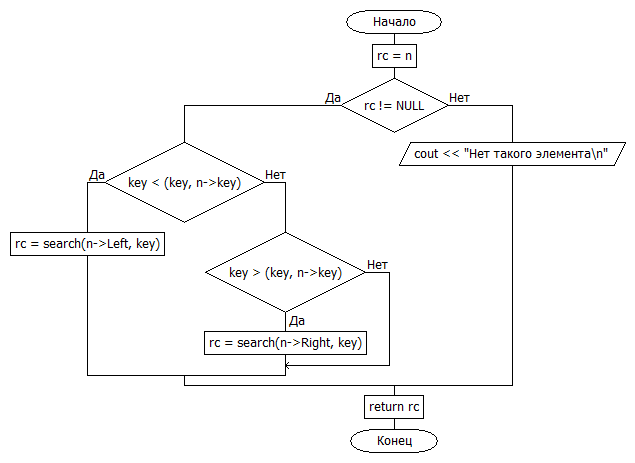 Начало
rc = n
rc != NULL
Да
Нет
cout << "Нет такого элемента\n"
key < (key, n->key)
Да
Нет
rc = search(n->Left, key)
key > (key, n->key)
Нет
Да
rc = search(n->Right, key)
return rc
Конец